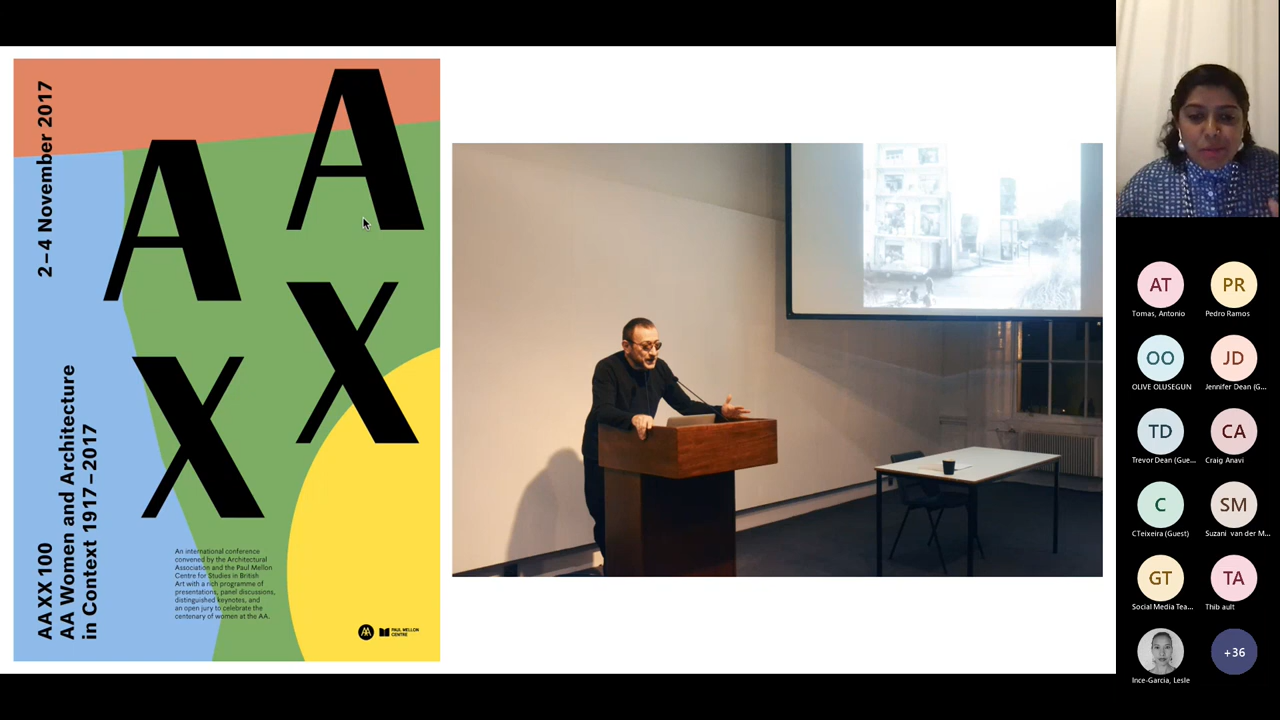 2–4 November 2017
A
A
X
X
AA XX 100
AA Women and Architecture
in Context 1917–2017
An international conference
convened by the Architectural
Association and the Paul Mellon
Centre for Studies in British
Art with a rich programme of
presentations, panel discussions,
distinguished keynotes, and
an open jury to celebrate the
centenary of women at the AA.
AA
PAUL MELLON
CENTRE
AT
Tomas, Antonio
PR
Pedro Ramos
OO
OLIVE OLUSEGUN
JD
Jennifer Dean (G...
TD
Trevor Dean (Gue...
CA
Craig Anavi
C
CTeixeira (Guest)
SM
Suzani van der M...
GT
Social Media Tea...
TA
Thib ault
Ince-Garcia, Lesle
+36